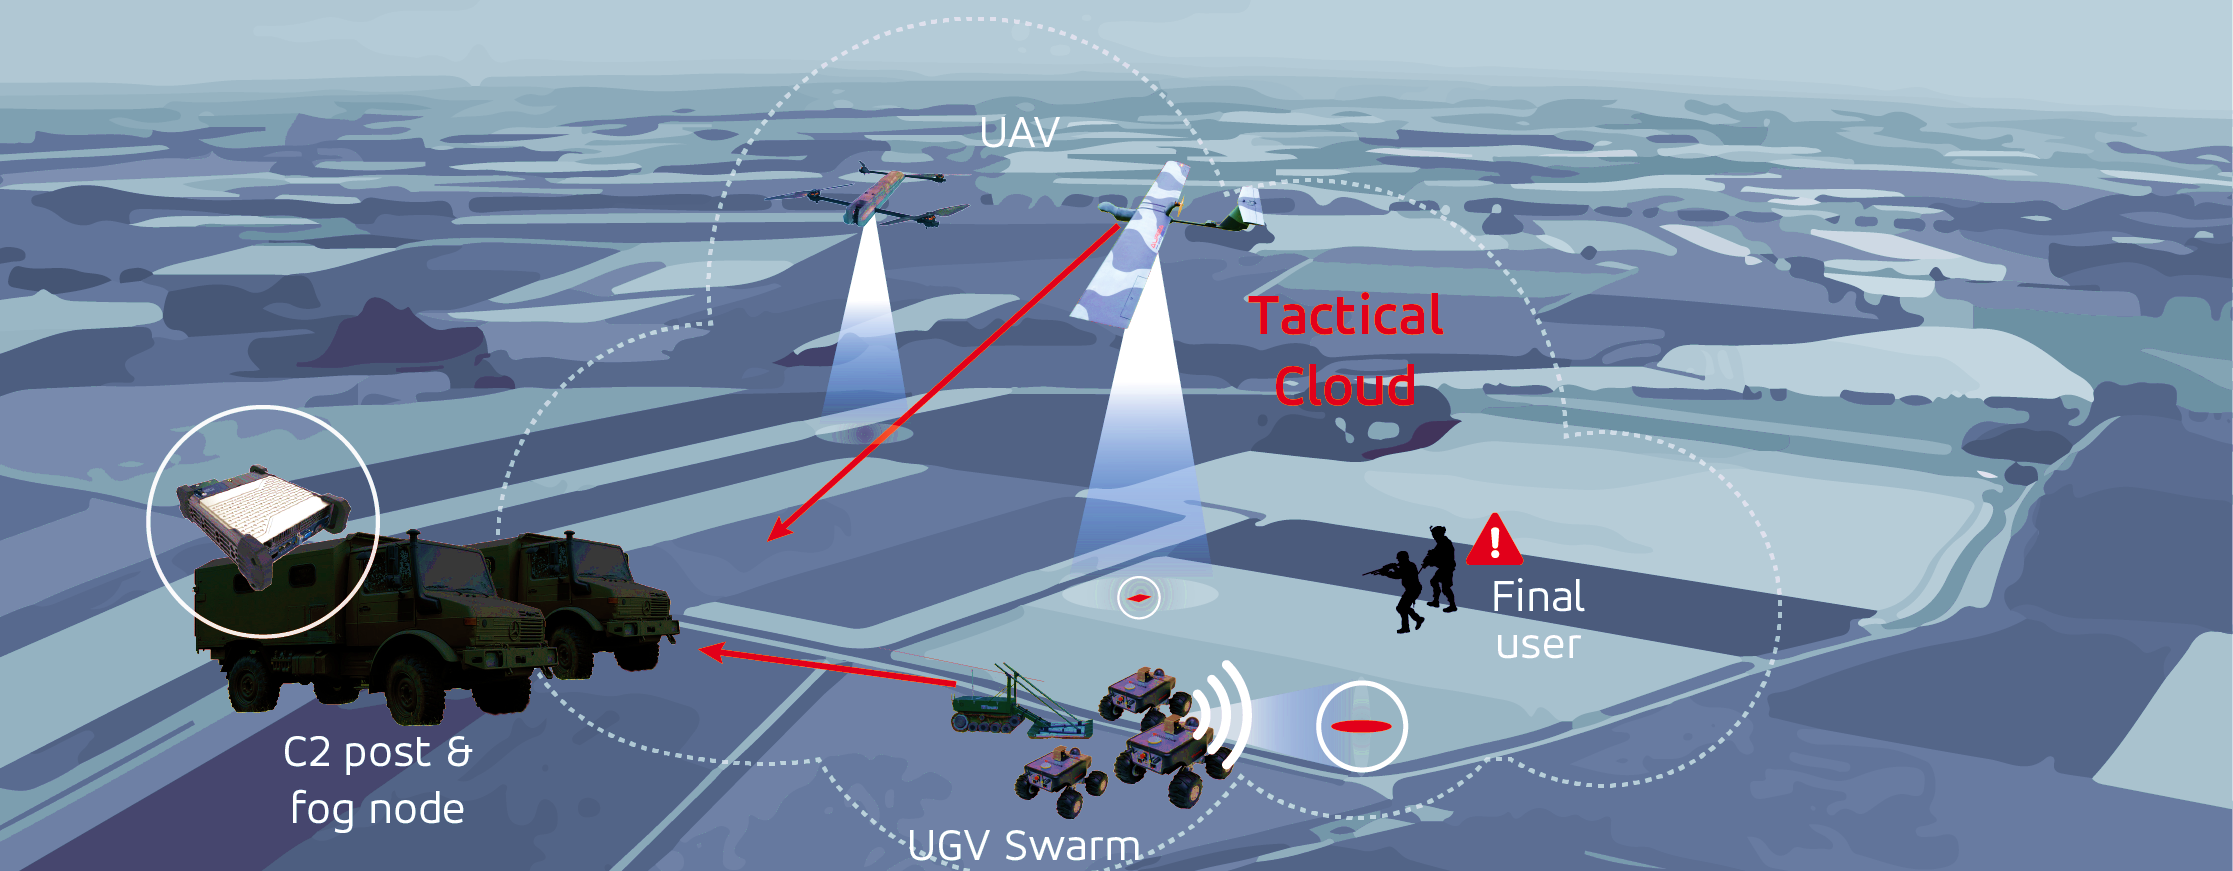 UAV
Tactical
Cloud
Final
user
C2 post &
fog node
UGV Swarm